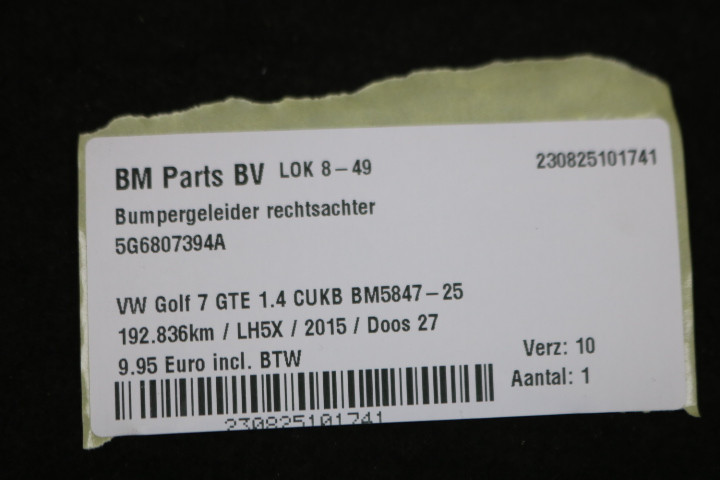 BM Parts BV LOK 8-49 230825101741
Bumpergeleider rechtsachter
5G6807394A
VW Golf 7 GTE 1.4 CUKB BM5847-25
192.836km / LH5X / 2015 / Doos 27
9.95 Euro incl. BTW Verz: 10
Aantal: 1
230825101741